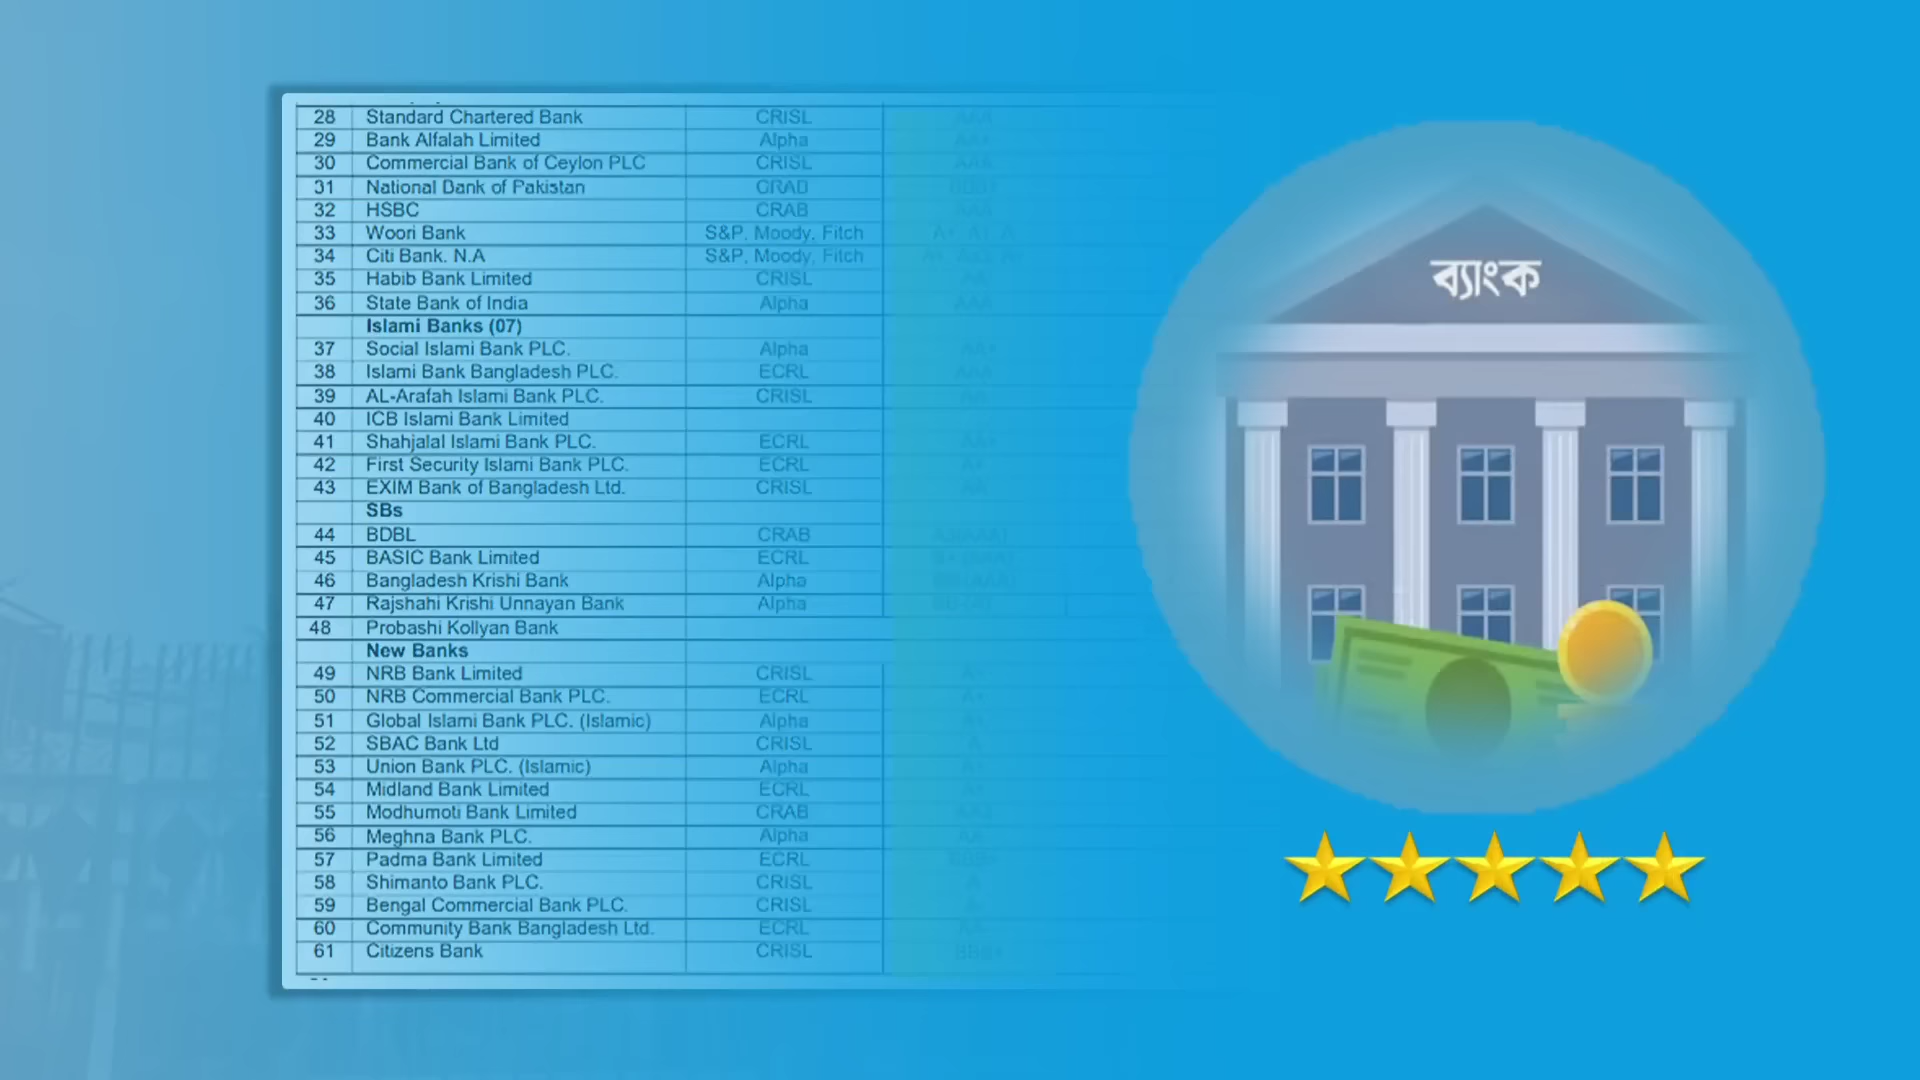 28 Standard Chartered Bank CRISL AAA
29 Bank Alfalah Limited Alpha
30 Commercial Bank of Ceylon PLC CRISL AAA
31 National Bank of Pakistan
32 HSBC CRAB AAA
33 Woori Bank S&P, Moody, Fitch
34 Citi Bank. N.A S&P, Moody, Fitch
35 Habib Bank Limited CRISL
36 State Bank of India Alpha AAA
Islami Banks (07)
37 Social Islami Bank PLC. Alpha AA+
38 Islami Bank Bangladesh PLC. ECRL AAA
39 AL-Arafah Islami Bank PLC. CRISL AA
40 ICB Islami Bank Limited
41 Shahjalal Islami Bank PLC. ECRL AA+
42 First Security Islami Bank PLC. ECRL A+
43 EXIM Bank of Bangladesh Ltd. CRISL AA
SBs
44 BDBL CRAB
45 BASIC Bank Limited ECRL
46 Bangladesh Krishi Bank Alpha
47 Rajshahi Krishi Unnayan Bank Alpha
48 Probashi Kollyan Bank
New Banks
49 NRB Bank Limited CRISL
50 NRB Commercial Bank PLC. ECRL
51 Global Islami Bank PLC. (Islamic) Alpha A+
52 SBAC Bank Ltd CRISL
53 Union Bank PLC. (Islamic) Alpha
54 Midland Bank Limited ECRL
55 Modhumoti Bank Limited CRAB
56 Meghna Bank PLC. Alpha
57 Padma Bank Limited ECRL
58 Shimanto Bank PLC. CRISL
59 Bengal Commercial Bank PLC. CRISL
60 Community Bank Bangladesh Ltd. ECRL
61 Citizens Bank CRISL
ব্যাংক